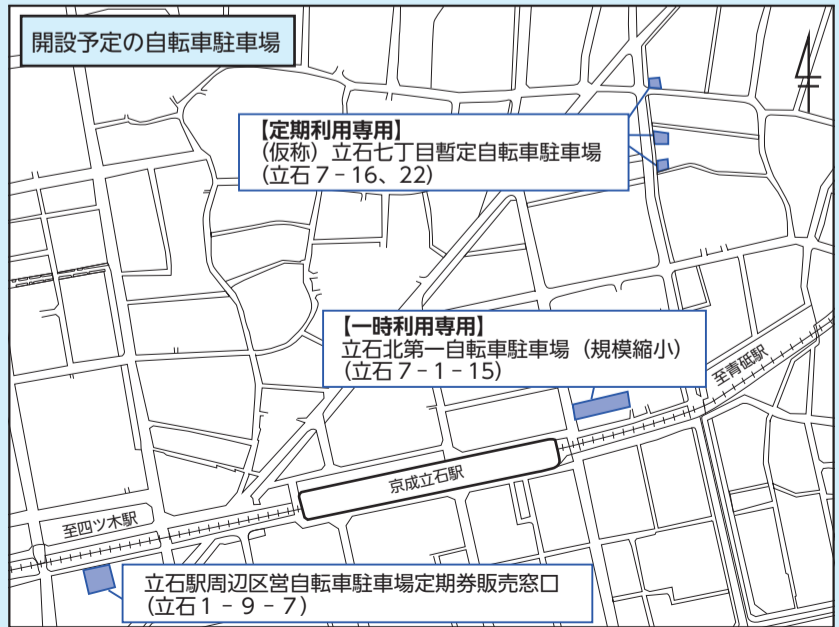 開設予定の自転車駐車場
【定期利用専用】
(仮称)立石七丁目暫定自転車駐車場
(立石7-16、22)
【一時利用専用】
立石北第一自転車駐車場(規模縮小)
(立石7-1-15)
至青砥駅
京成立石駅
至四ツ木駅
立石駅周辺区営自転車駐車場定期券販売窓口
(立石1-9-7)